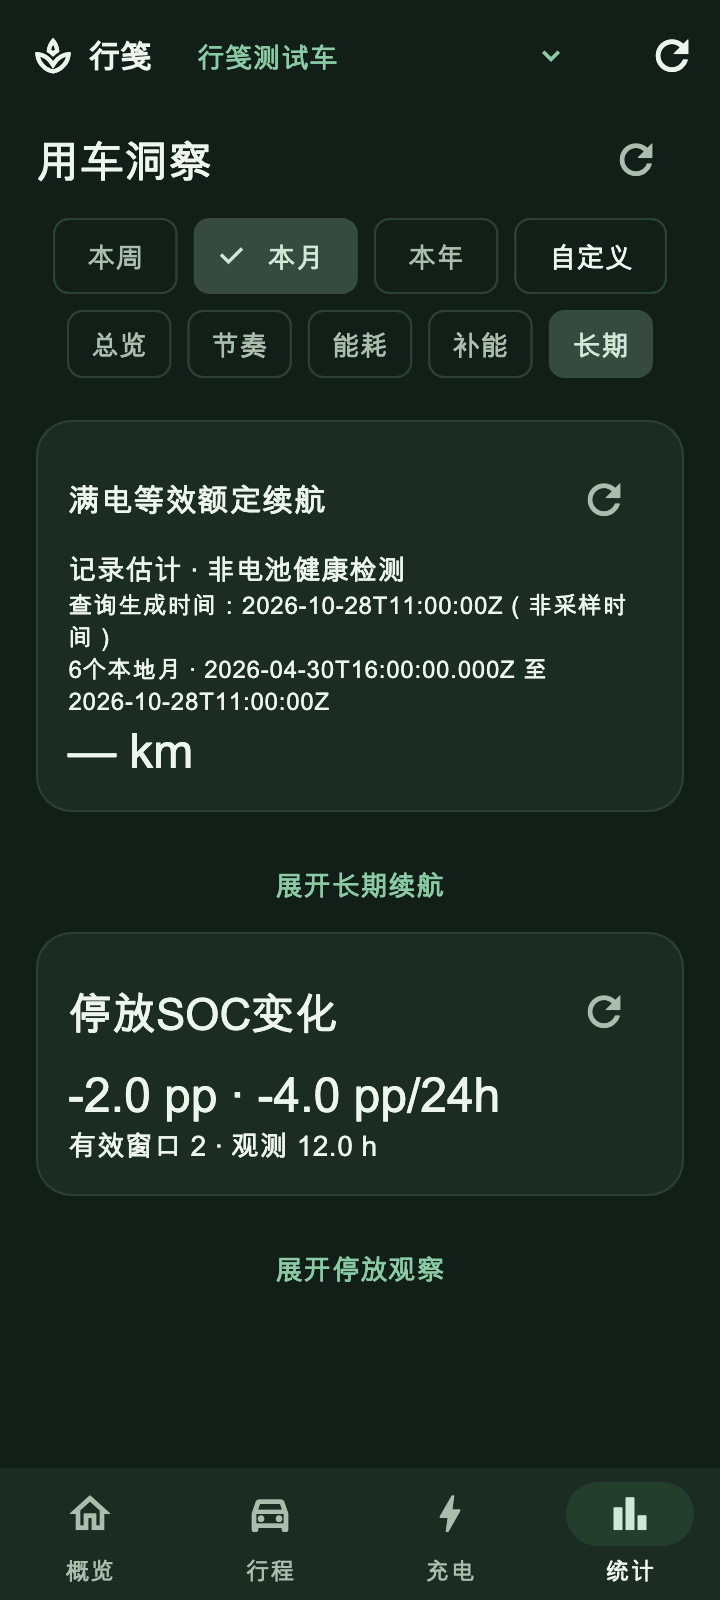 行笺 行笺测试车
用车洞察
本周 本月 本年 自定义
总览 节奏 能耗 补能 长期
满电等效额定续航
记录估计 · 非电池健康检测
查询生成时间：2026-10-28T11:00:00Z（非采样时
间）
6个本地月 · 2026-04-30T16:00:00.000Z 至
2026-10-28T11:00:00Z
— km
展开长期续航
停放SOC变化
-2.0 pp · -4.0 pp/24h
有效窗口 2 · 观测 12.0 h
展开停放观察
概览 行程 充电 统计